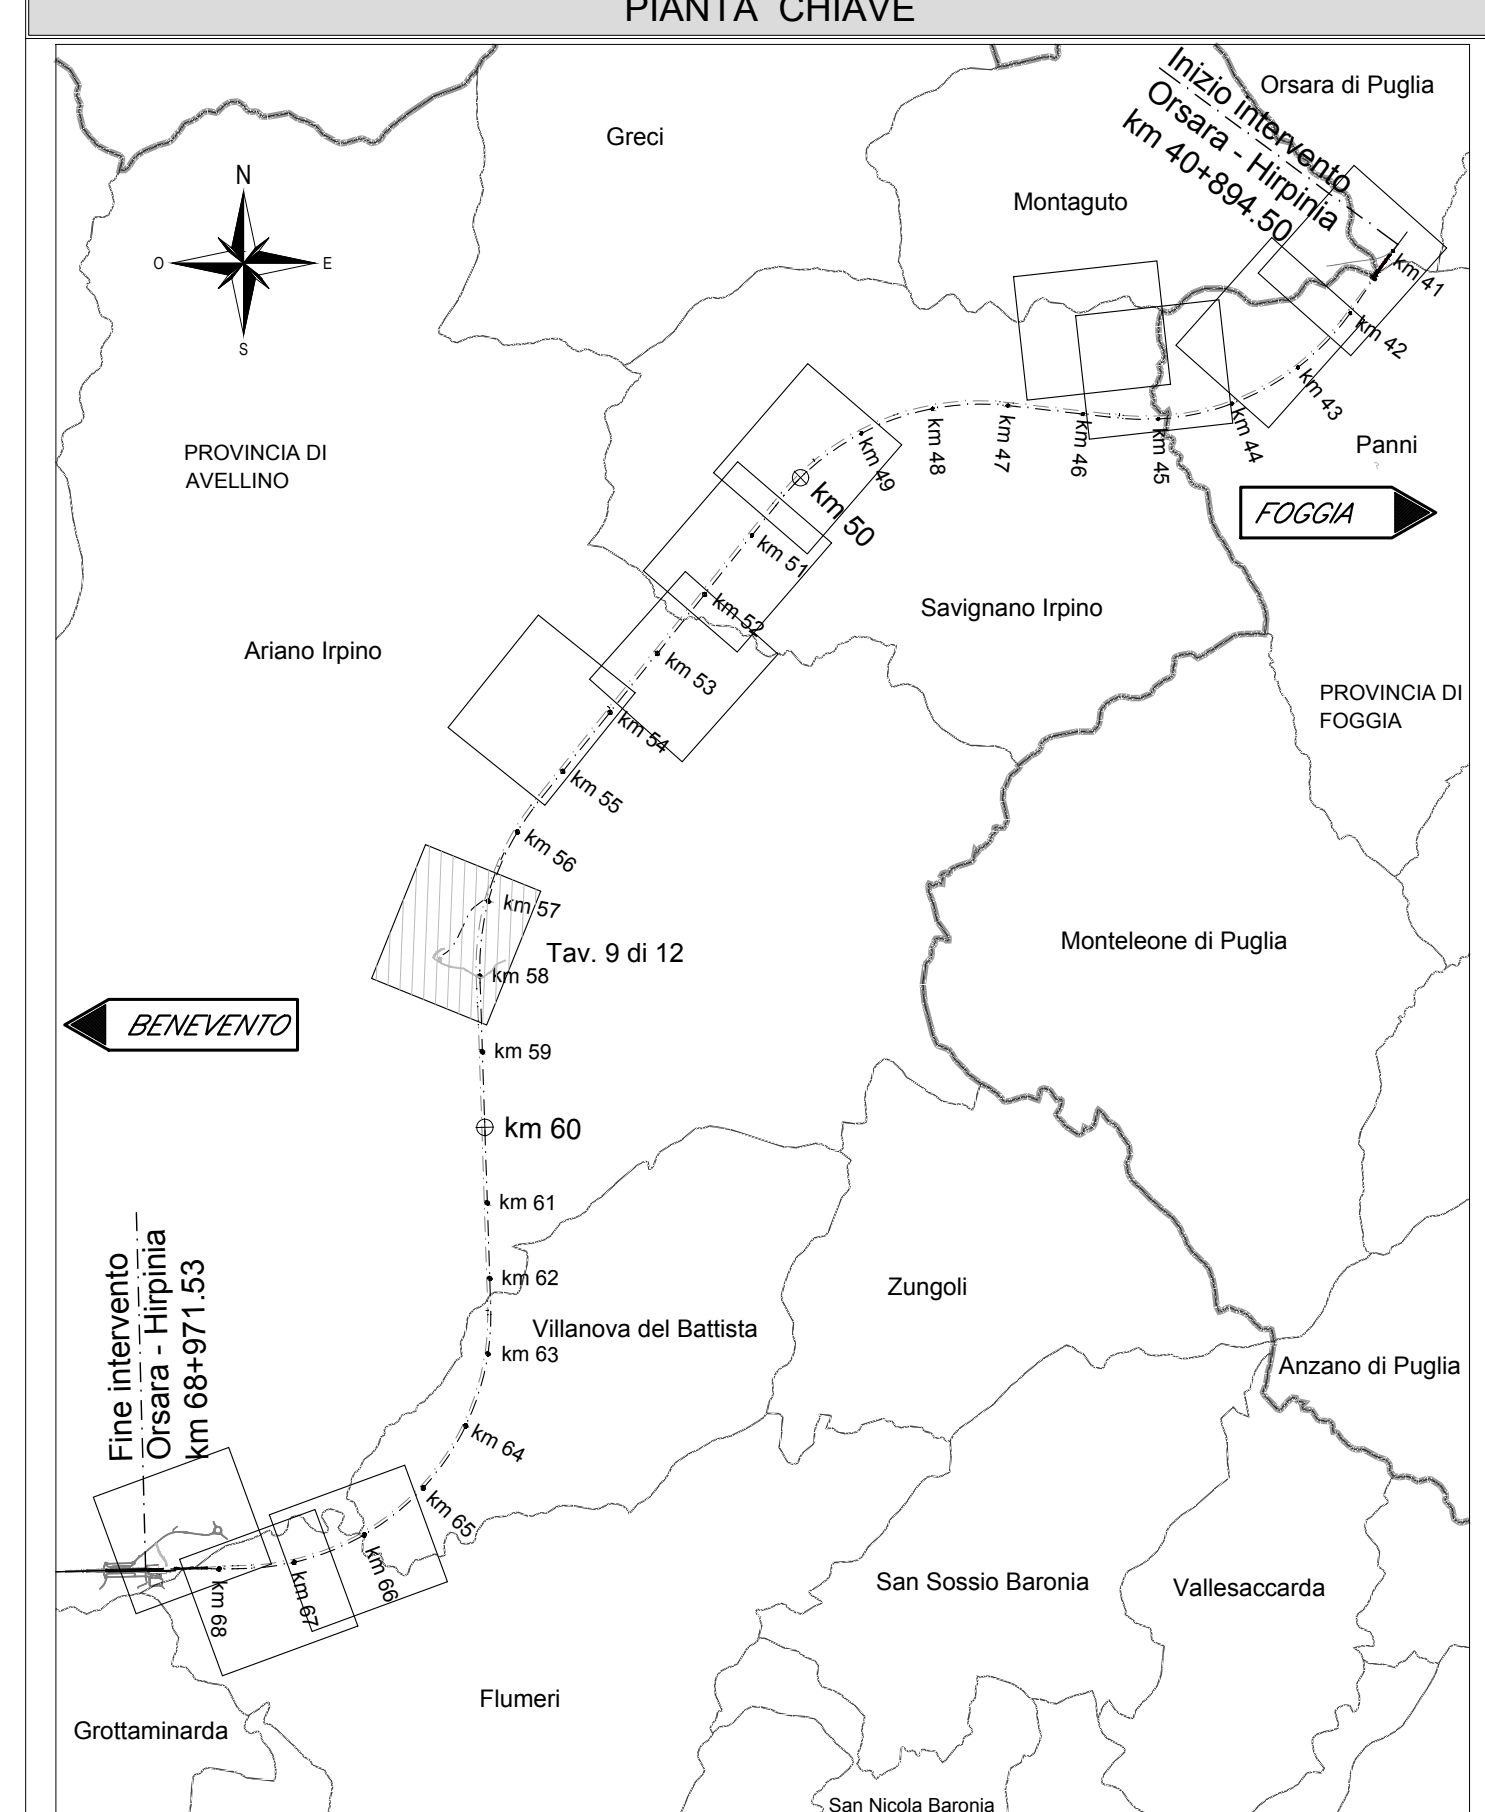 PIANTA CHIAVE
Inizio intervento
Orsara - Hirpinia
km 40+894.50
Orsara di Puglia
Greci
Montaguto
N
O
E
S
km 41
km 42
km 43
km 44
km 45
km 46
km 47
km 48
km 49
km 50
Panni
PROVINCIA DI
AVELLINO
FOGGIA
km 51
km 52
km 53
km 54
km 55
km 56
Savignano Irpino
Ariano Irpino
PROVINCIA DI
FOGGIA
km 57
Tav. 9 di 12
km 58
Monteleone di Puglia
BENEVENTO
km 59
km 60
km 61
km 62
km 63
km 64
km 65
km 66
km 67
km 68
Fine intervento
Orsara - Hirpinia
km 68+971.53
Zungoli
Villanova del Battista
Anzano di Puglia
San Sossio Baronia
Vallesaccarda
Flumeri
Grottaminarda
San Nicola Baronia